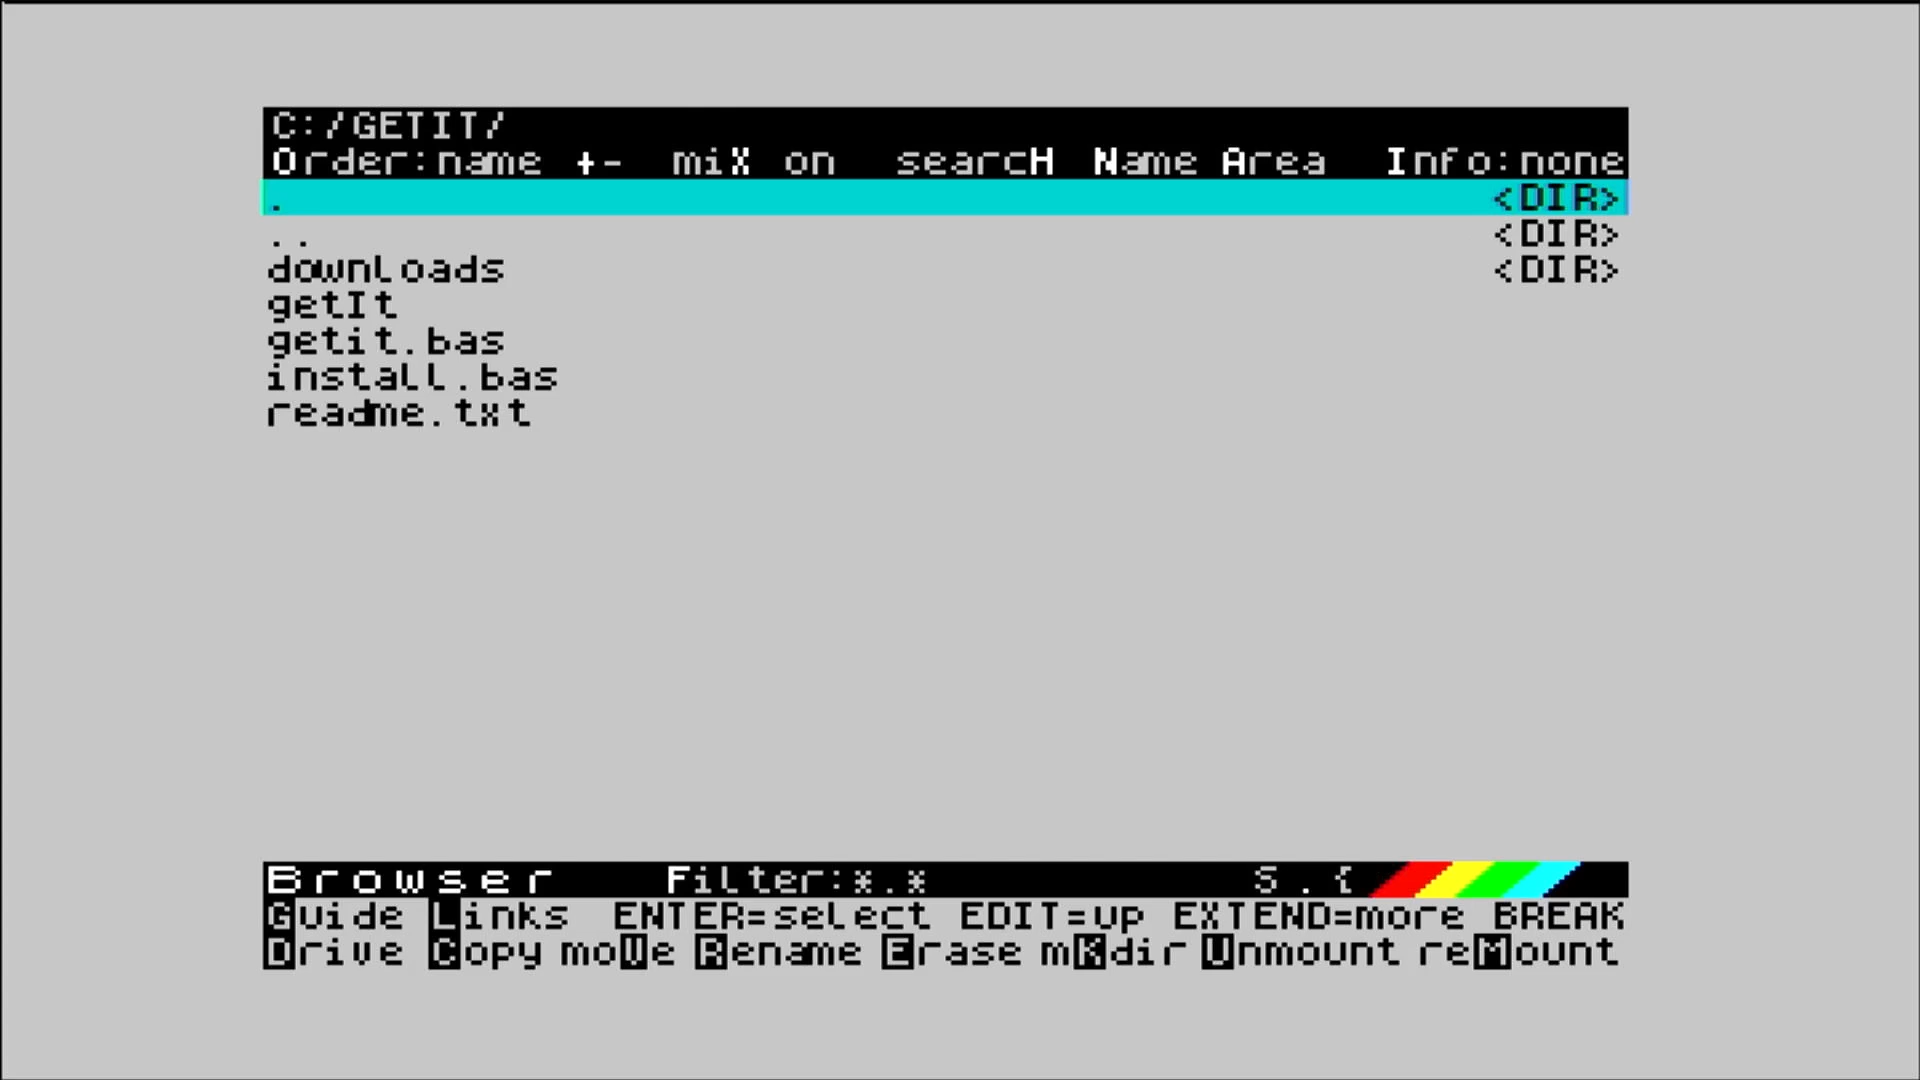 C:/GETIT/
Order:name +- miX on searcH Name Area Info:none
. <DIR>
.. <DIR>
downloads <DIR>
getIt
getit.bas
install.bas
readme.txt
Browser Filter:*.* S.{
Guide Links ENTER=select EDIT=up EXTEND=more BREAK
Drive Copy moVe Rename Erase mKdir Unmount reMount